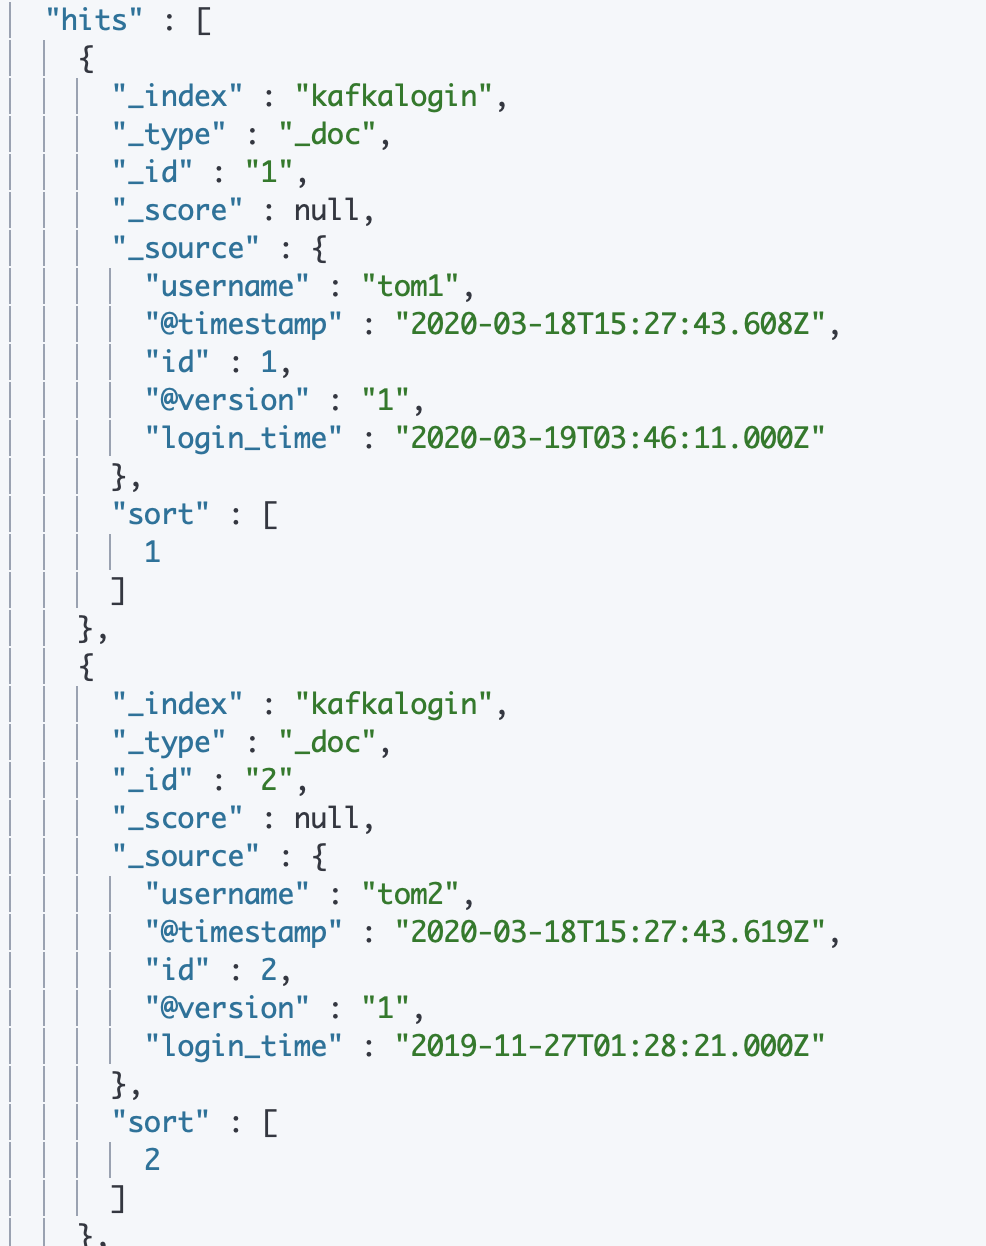 "hits" : [
{
"_index" : "kafkalogin",
"_type" : "_doc",
"_id" : "1",
"_score" : null,
"_source" : {
"username" : "tom1",
"@timestamp" : "2020-03-18T15:27:43.608Z",
"id" : 1,
"@version" : "1",
"login_time" : "2020-03-19T03:46:11.000Z"
},
"sort" : [
1
]
},
{
"_index" : "kafkalogin",
"_type" : "_doc",
"_id" : "2",
"_score" : null,
"_source" : {
"username" : "tom2",
"@timestamp" : "2020-03-18T15:27:43.619Z",
"id" : 2,
"@version" : "1",
"login_time" : "2019-11-27T01:28:21.000Z"
},
"sort" : [
2
]
},